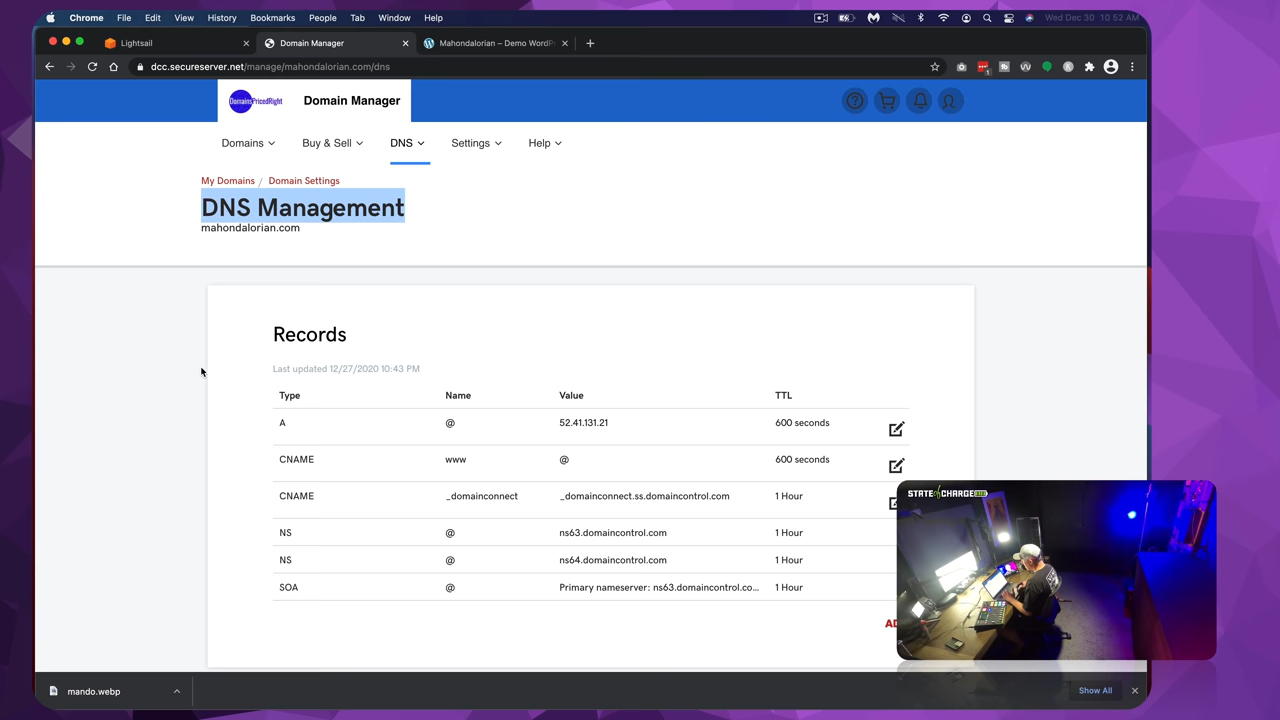 Chrome File Edit View History Bookmarks People Tab Window Help Wed Dec 30 10:52 AM
Lightsail Domain Manager Mahondalorian – Demo WordPr
dcc.secureserver.net/manage/mahondalorian.com/dns
DomainsPricedRight Domain Manager
Domains Buy & Sell DNS Settings Help
My Domains / Domain Settings
DNS Management
mahondalorian.com
Records
Last updated 12/27/2020 10:43 PM
Type Name Value TTL
A @ 52.41.131.21 600 seconds
CNAME www @ 600 seconds
CNAME _domainconnect _domainconnect.ss.domaincontrol.com 1 Hour
NS @ ns63.domaincontrol.com 1 Hour
NS @ ns64.domaincontrol.com 1 Hour
SOA @ Primary nameserver: ns63.domaincontrol.co... 1 Hour
AD
STATE OF CHARGE
mando.webp Show All